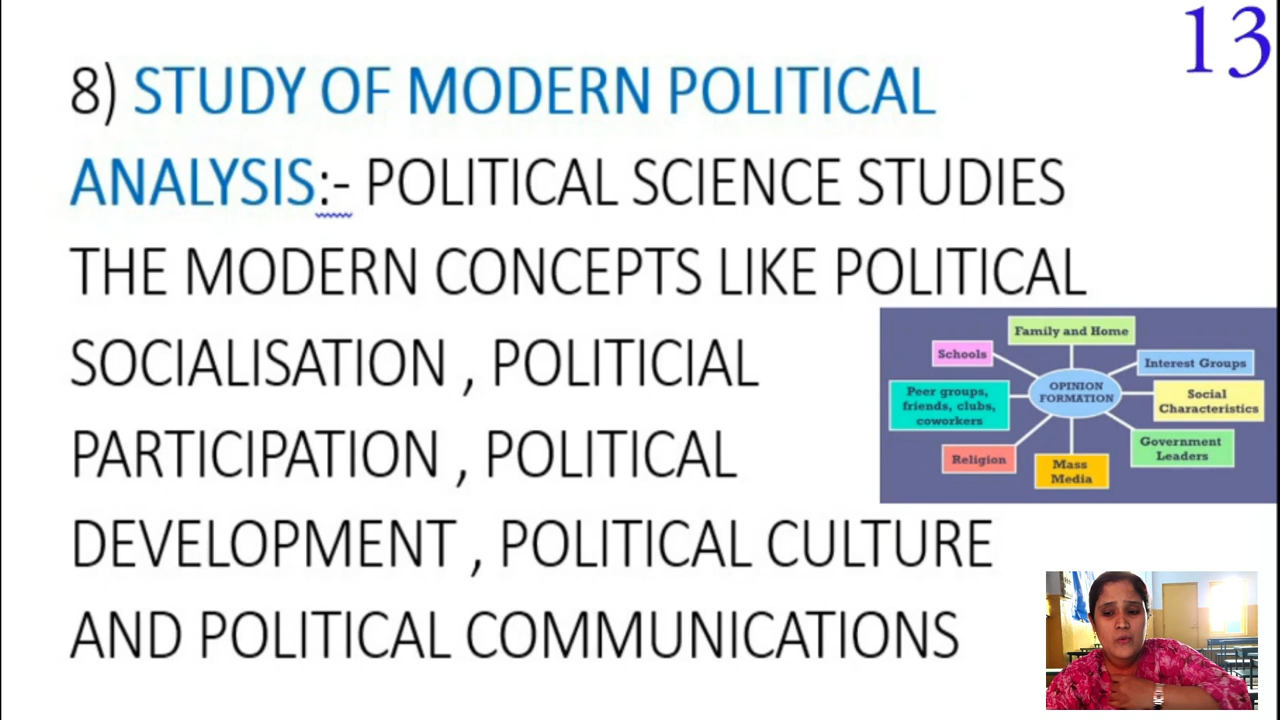 13
8) STUDY OF MODERN POLITICAL
ANALYSIS:- POLITICAL SCIENCE STUDIES
THE MODERN CONCEPTS LIKE POLITICAL
SOCIALISATION , POLITICIAL
PARTICIPATION , POLITICAL
DEVELOPMENT , POLITICAL CULTURE
AND POLITICAL COMMUNICATIONS
Family and Home
Schools
Interest Groups
OPINION
FORMATION
Peer groups,
friends, clubs,
coworkers
Social
Characteristics
Government
Leaders
Religion
Mass
Media